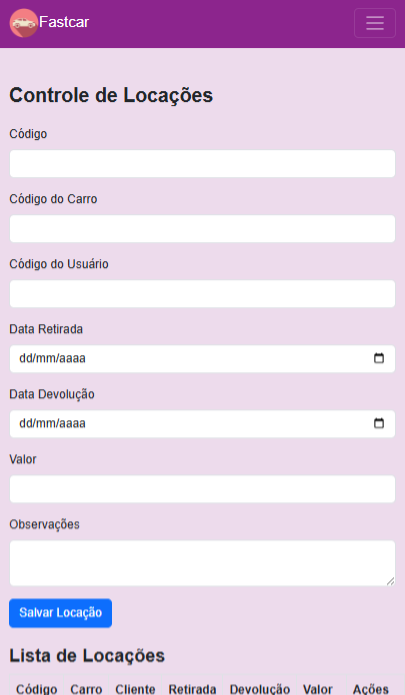 Fastcar
Controle de Locações
Código
Código do Carro
Código do Usuário
Data Retirada
dd/mm/aaaa
Data Devolução
dd/mm/aaaa
Valor
Observações
Salvar Locação
Lista de Locações
Código Carro Cliente Retirada Devolução Valor Ações